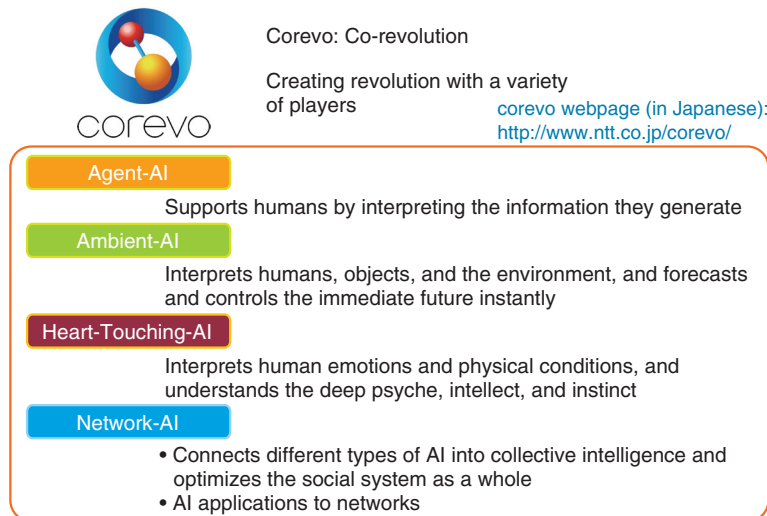 corevo
Corevo: Co-revolution
Creating revolution with a variety
of players
corevo webpage (in Japanese):
http://www.ntt.co.jp/corevo/
Agent-AI
Supports humans by interpreting the information they generate
Ambient-AI
Interprets humans, objects, and the environment, and forecasts
and controls the immediate future instantly
Heart-Touching-AI
Interprets human emotions and physical conditions, and
understands the deep psyche, intellect, and instinct
Network-AI
• Connects different types of AI into collective intelligence and
optimizes the social system as a whole
• AI applications to networks